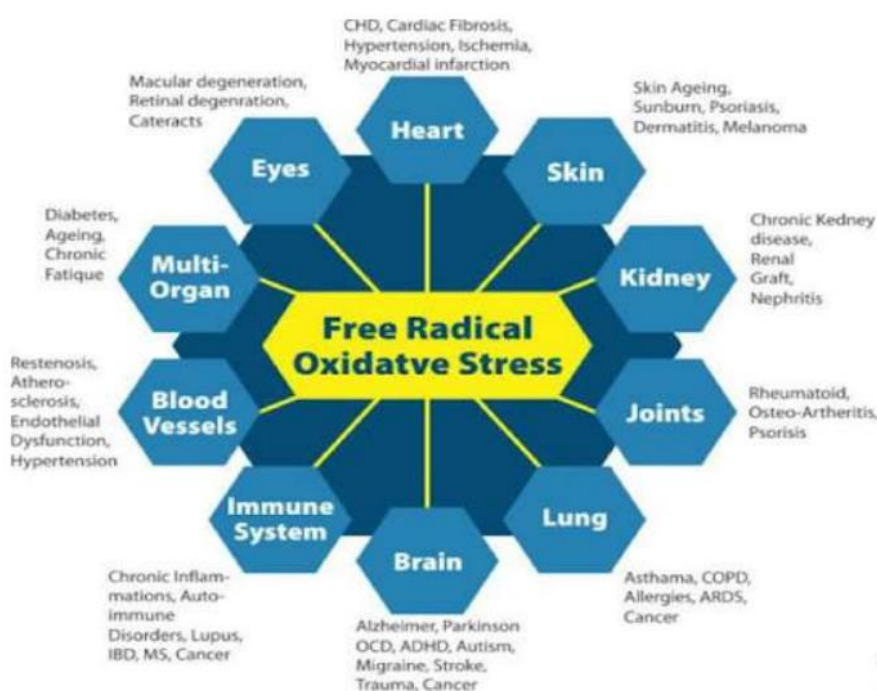 CHD, Cardiac Fibrosis,
Hypertension, Ischemia,
Myocardial infarction
Heart
Macular degeneration,
Retinal degenration,
Cateracts
Eyes
Skin Ageing,
Sunburn, Psoriasis,
Dermatitis, Melanoma
Skin
Diabetes,
Ageing,
Chronic
Fatique
Multi-
Organ
Chronic Kedney
disease,
Renal
Graft,
Nephritis
Kidney
Free Radical
Oxidatve Stress
Restenosis,
Athero-
sclerosis,
Endothelial
Dysfunction,
Hypertension
Blood
Vessels
Joints
Rheumatoid,
Osteo-Artheritis,
Psorisis
Immune
System
Chronic Inflam-
mations, Auto-
immune
Disorders, Lupus,
IBD, MS, Cancer
Brain
Alzheimer, Parkinson
OCD, ADHD, Autism,
Migraine, Stroke,
Trauma, Cancer
Lung
Asthama, COPD,
Allergies, ARDS,
Cancer